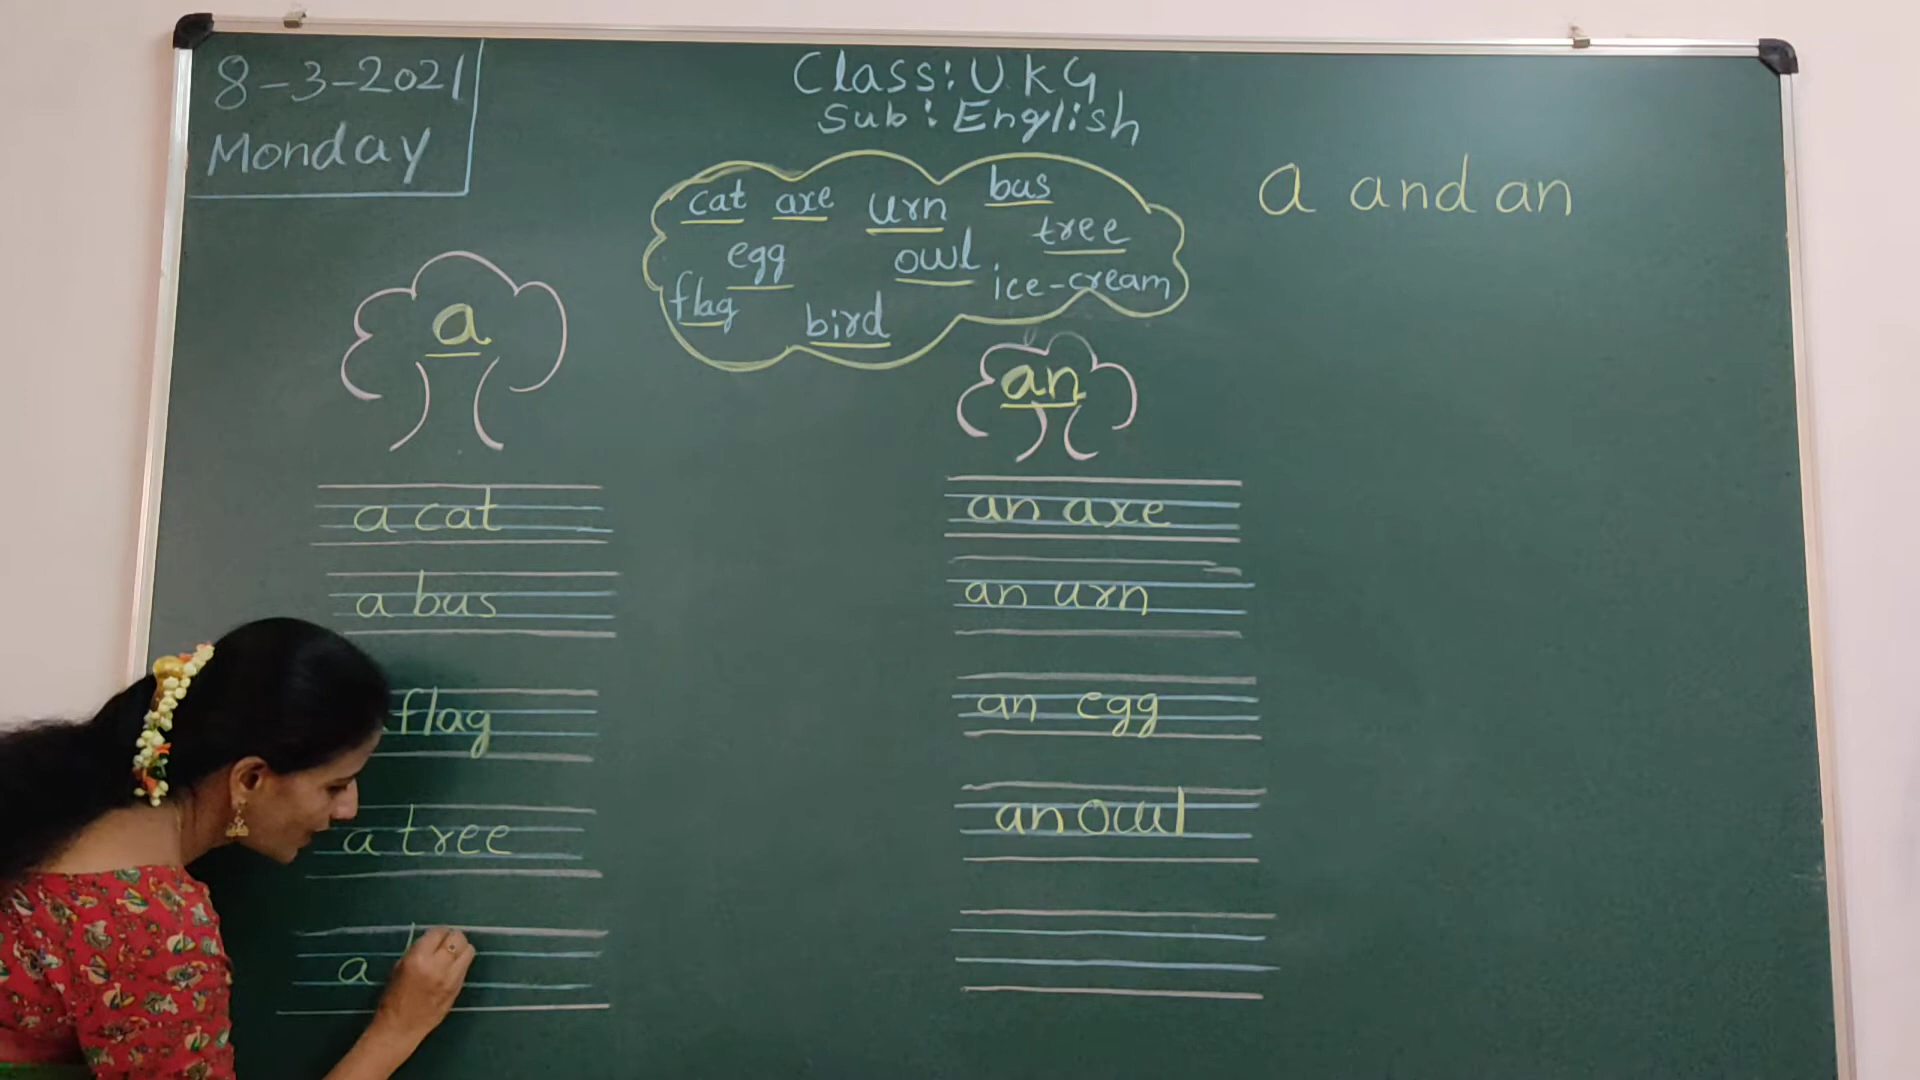 8-3-2021
Monday
Class: UKG
Sub: English
a and an
cat axe urn bus
egg owl tree
flag bird ice-cream
a
an
a cat
a bus
flag
a tree
a
an axe
an urn
an egg
an owl